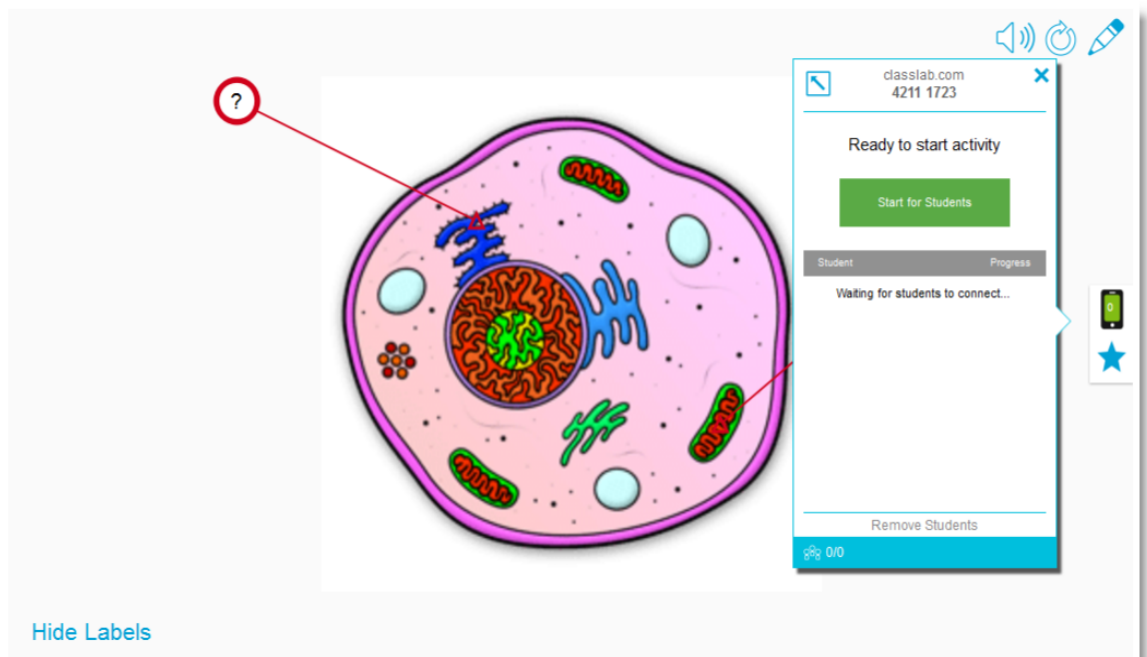 ?
classlab.com
4211 1723
Ready to start activity
Start for Students
Student Progress
Waiting for students to connect...
0
Remove Students
0/0
Hide Labels